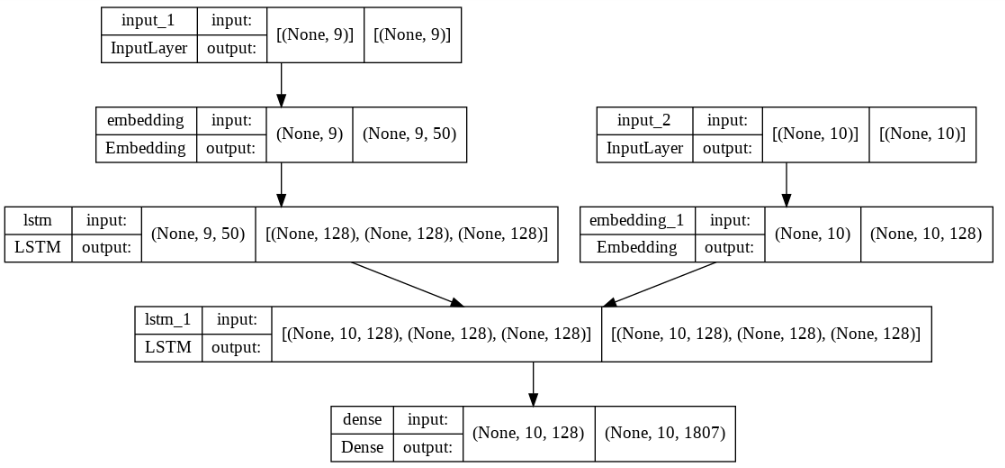 input_1 input: [(None, 9)] [(None, 9)]
InputLayer output:
embedding input: (None, 9) (None, 9, 50)
Embedding output:
input_2 input: [(None, 10)] [(None, 10)]
InputLayer output:
lstm input: (None, 9, 50) [(None, 128), (None, 128), (None, 128)]
LSTM output:
embedding_1 input: (None, 10) (None, 10, 128)
Embedding output:
lstm_1 input: [(None, 10, 128), (None, 128), (None, 128)] [(None, 10, 128), (None, 128), (None, 128)]
LSTM output:
dense input: (None, 10, 128) (None, 10, 1807)
Dense output: